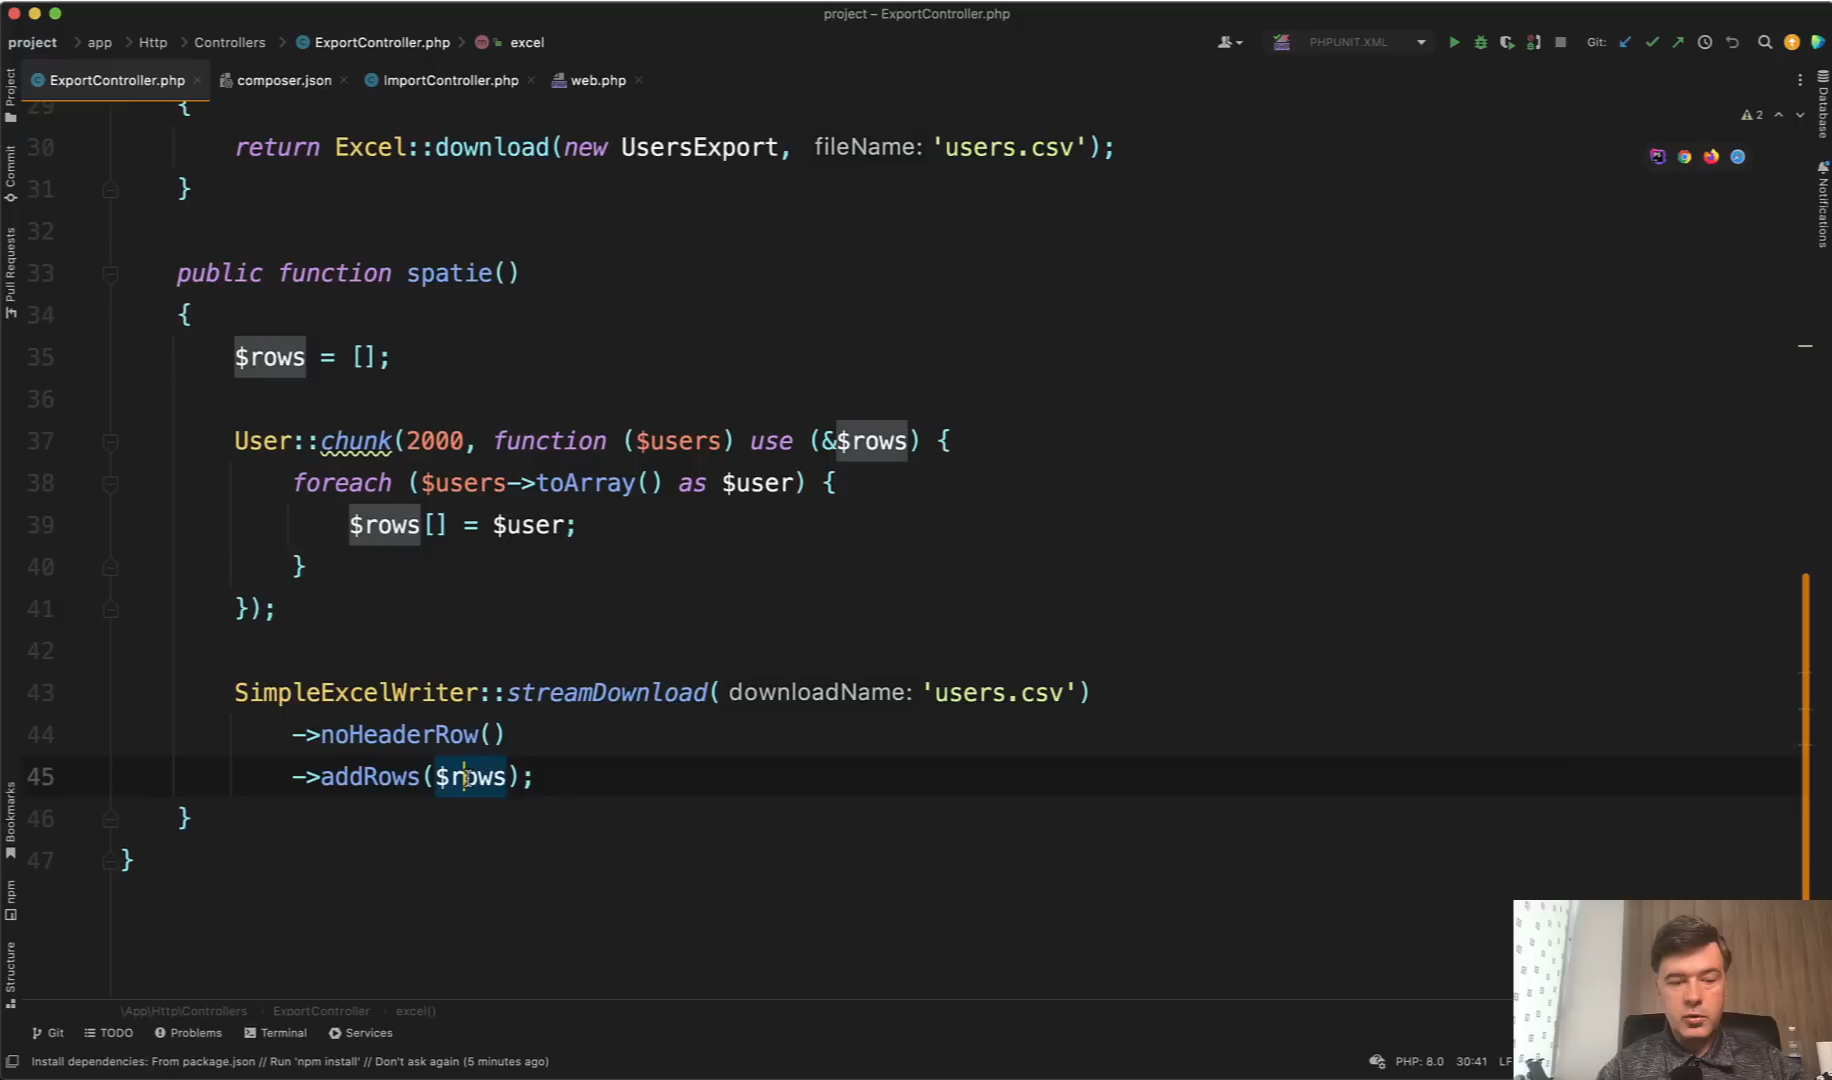 project – ExportController.php
project > app > Http > Controllers > ExportController.php > excel
PHPUNIT.XML
Git:
ExportController.php
composer.json
ImportController.php
web.php
Project
Commit
Pull Requests
Bookmarks
npm
Structure
Database
Notifications
2
29 {
30 return Excel::download(new UsersExport, fileName: 'users.csv');
31 }
32
33 public function spatie()
34 {
35 $rows = [];
36
37 User::chunk(2000, function ($users) use (&$rows) {
38 foreach ($users->toArray() as $user) {
39 $rows[] = $user;
40 }
41 });
42
43 SimpleExcelWriter::streamDownload( downloadName: 'users.csv')
44 ->noHeaderRow()
45 ->addRows($rows);
46 }
47 }
\App\Http\Controllers > ExportController > excel()
Git
TODO
Problems
Terminal
Services
Install dependencies: From package.json // Run 'npm install' // Don't ask again (5 minutes ago)
PHP: 8.0
30:41
LF